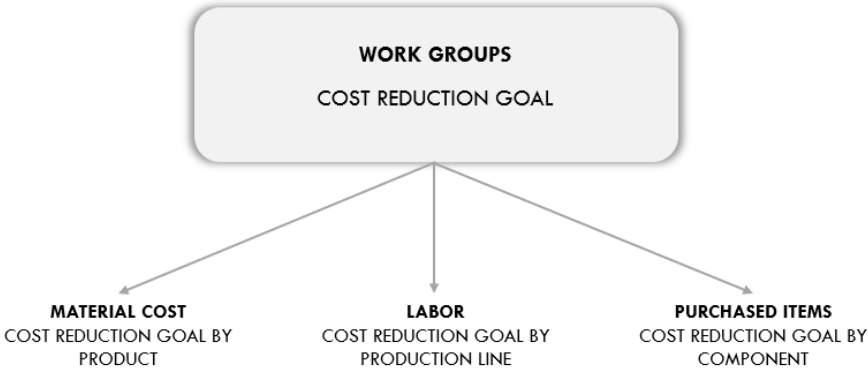 WORK GROUPS
COST REDUCTION GOAL
MATERIAL COST
COST REDUCTION GOAL BY
PRODUCT
LABOR
COST REDUCTION GOAL BY
PRODUCTION LINE
PURCHASED ITEMS
COST REDUCTION GOAL BY
COMPONENT